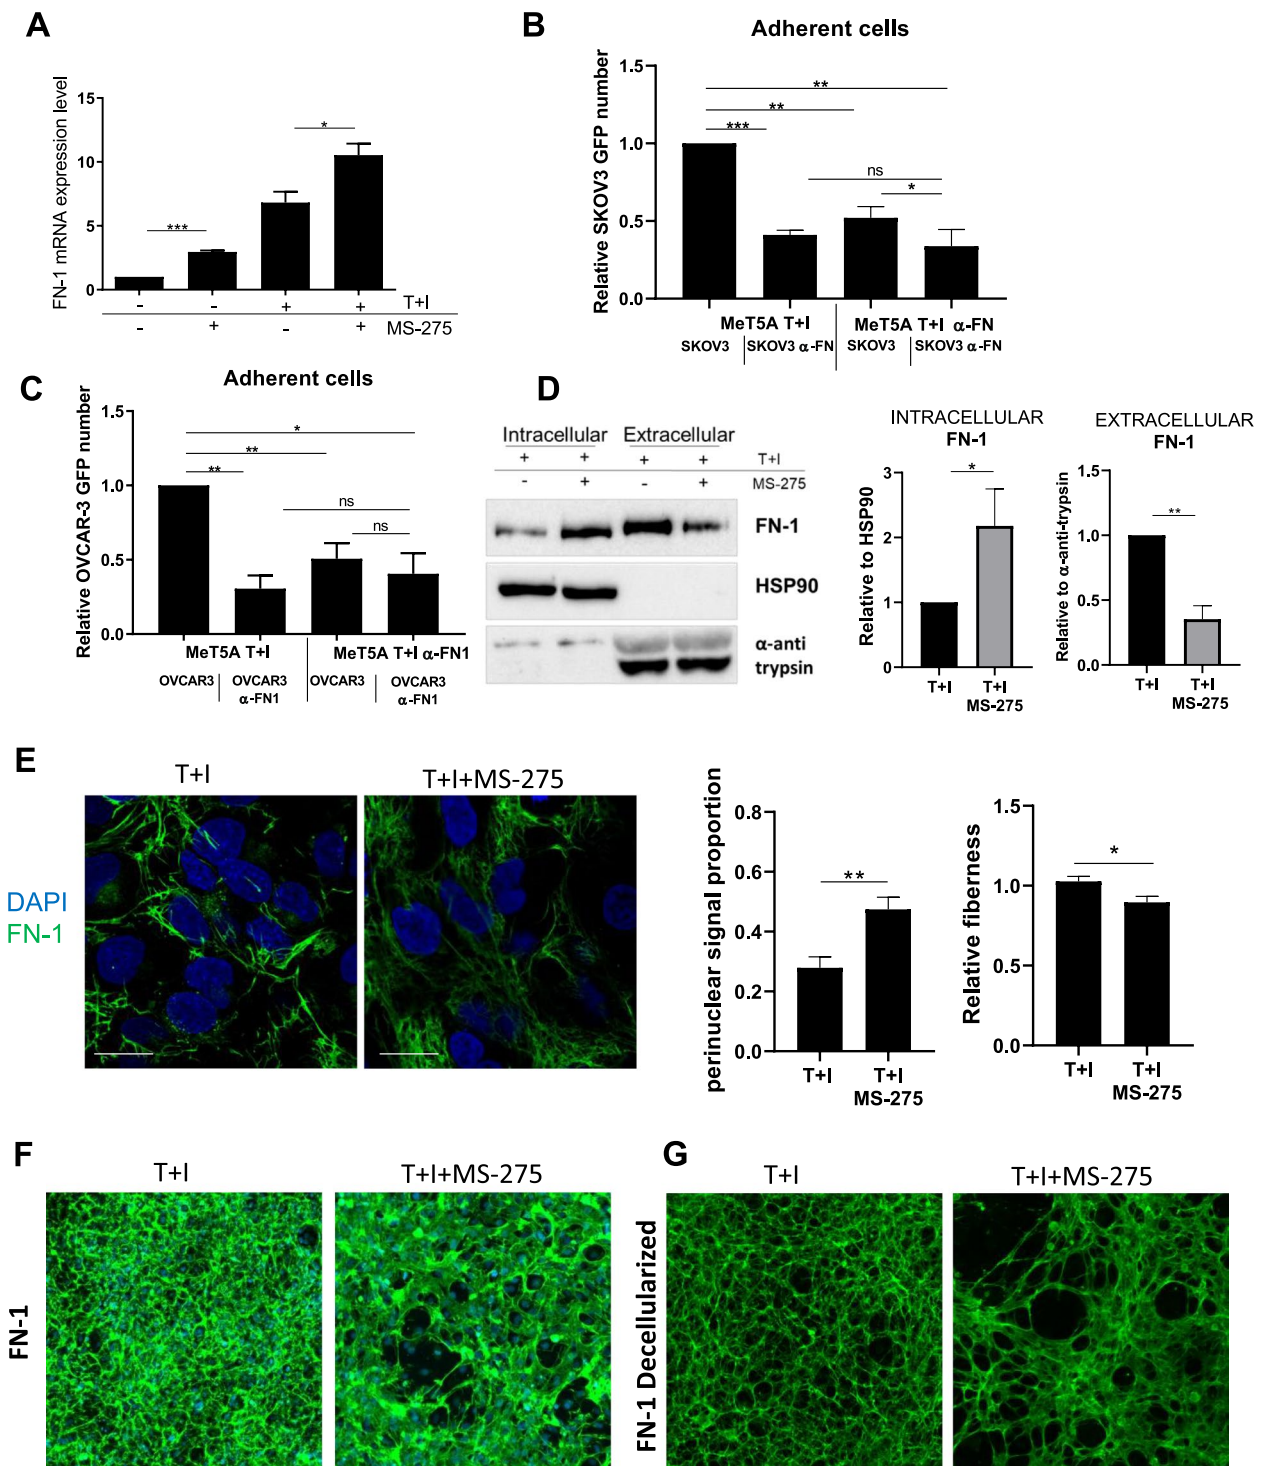 A
FN-1 mRNA expression level
15
10
5
0
***
*
- - + + T+I
- + - + MS-275
B
Adherent cells
Relative SKOV3 GFP number
1.5
1.0
0.5
0.0
**
**
***
ns
*
MeT5A T+I MeT5A T+I α-FN
SKOV3 SKOV3 α-FN SKOV3 SKOV3 α-FN
C
Adherent cells
Relative OVCAR-3 GFP number
1.5
1.0
0.5
0.0
*
**
**
ns
ns
MeT5A T+I MeT5A T+I α-FN1
OVCAR3 OVCAR3 α-FN1 OVCAR3 OVCAR3 α-FN1
D
Intracellular Extracellular
+ + + + T+I
- + - + MS-275
FN-1
HSP90
α-anti
trypsin
INTRACELLULAR
FN-1
Relative to HSP90
3
2
1
0
*
T+I T+I
MS-275
EXTRACELLULAR
FN-1
Relative to α-anti-trypsin
1.5
1.0
0.5
0.0
**
T+I T+I
MS-275
E
T+I T+I+MS-275
DAPI
FN-1
perinuclear signal proportion
0.8
0.6
0.4
0.2
0.0
**
T+I T+I
MS-275
Relative fiberness
1.5
1.0
0.5
0.0
*
T+I T+I
MS-275
F
T+I T+I+MS-275
FN-1
G
T+I T+I+MS-275
FN-1 Decellularized